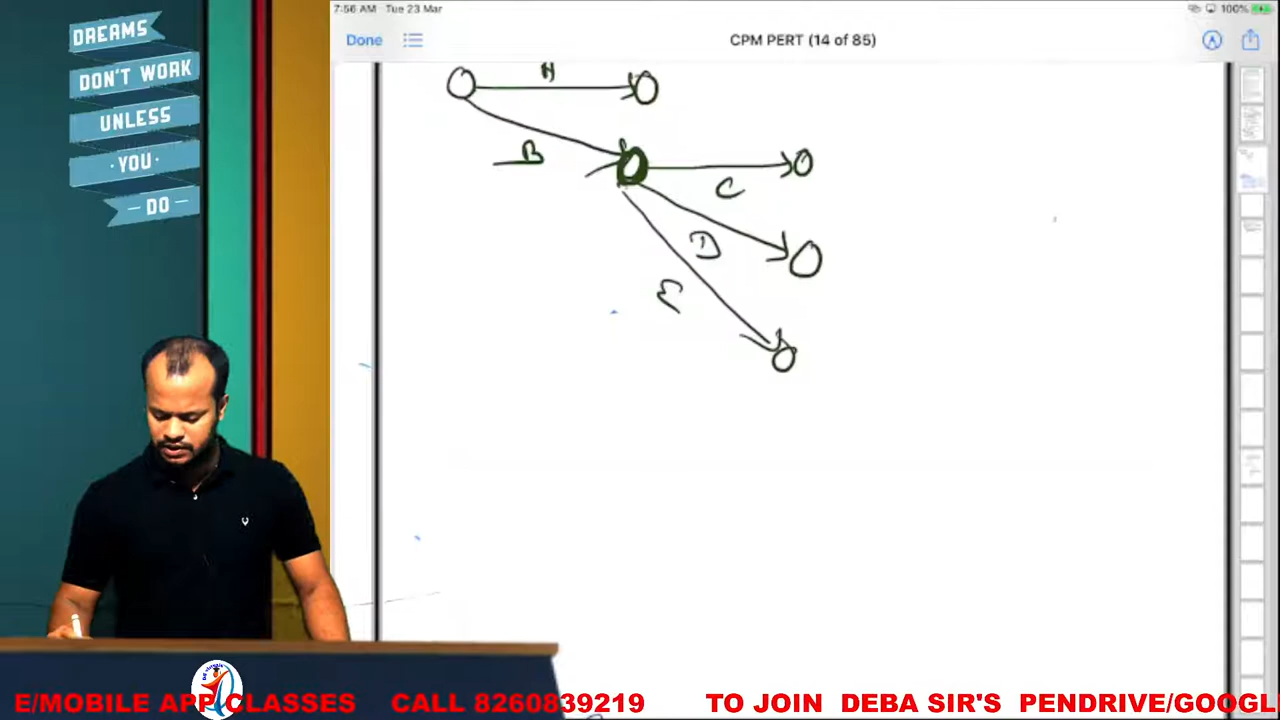 DREAMS
DON'T WORK
UNLESS
·YOU·
— DO —
7:56 AM Tue 23 Mar
100%
Done
CPM PERT (14 of 85)
A
B
C
D
E
E/MOBILE APP CLASSES CALL 8260839219 TO JOIN DEBA SIR'S PENDRIVE/GOOGL